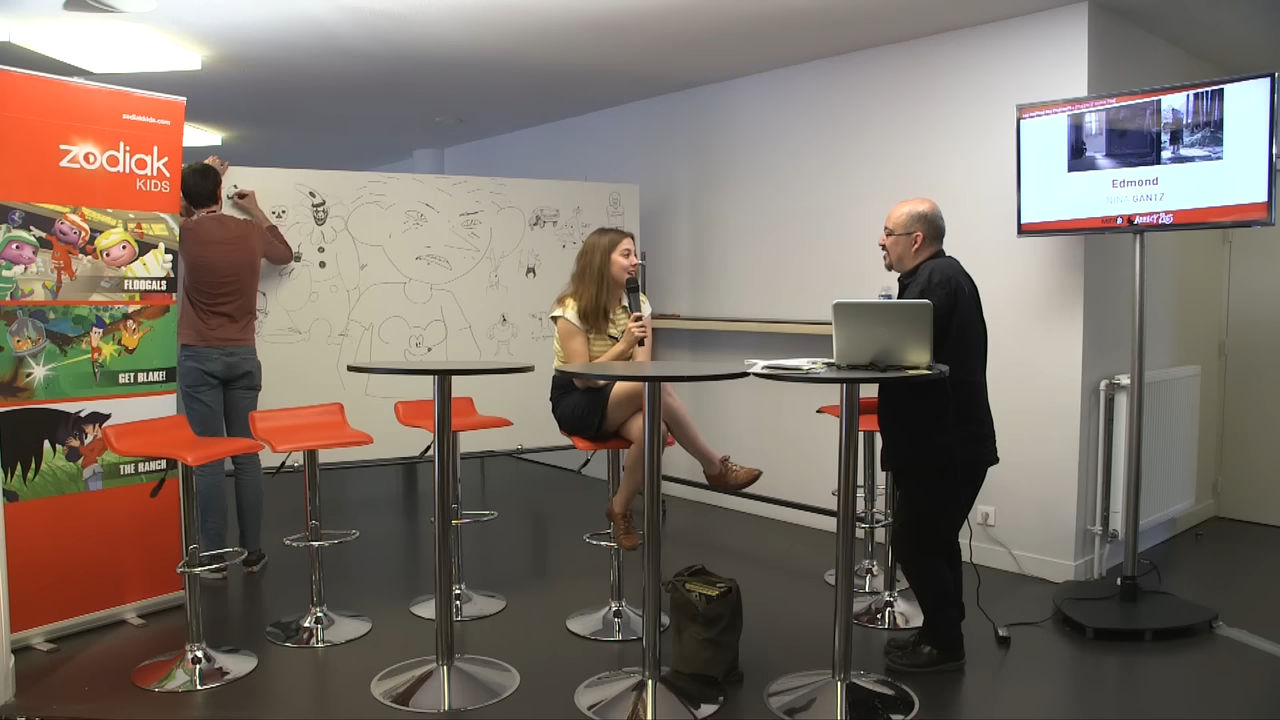 zodiakkids.com
zodiak
KIDS
FLOOGALS
GET BLAKE!
THE RANCH
Edmond
NINA GANTZ